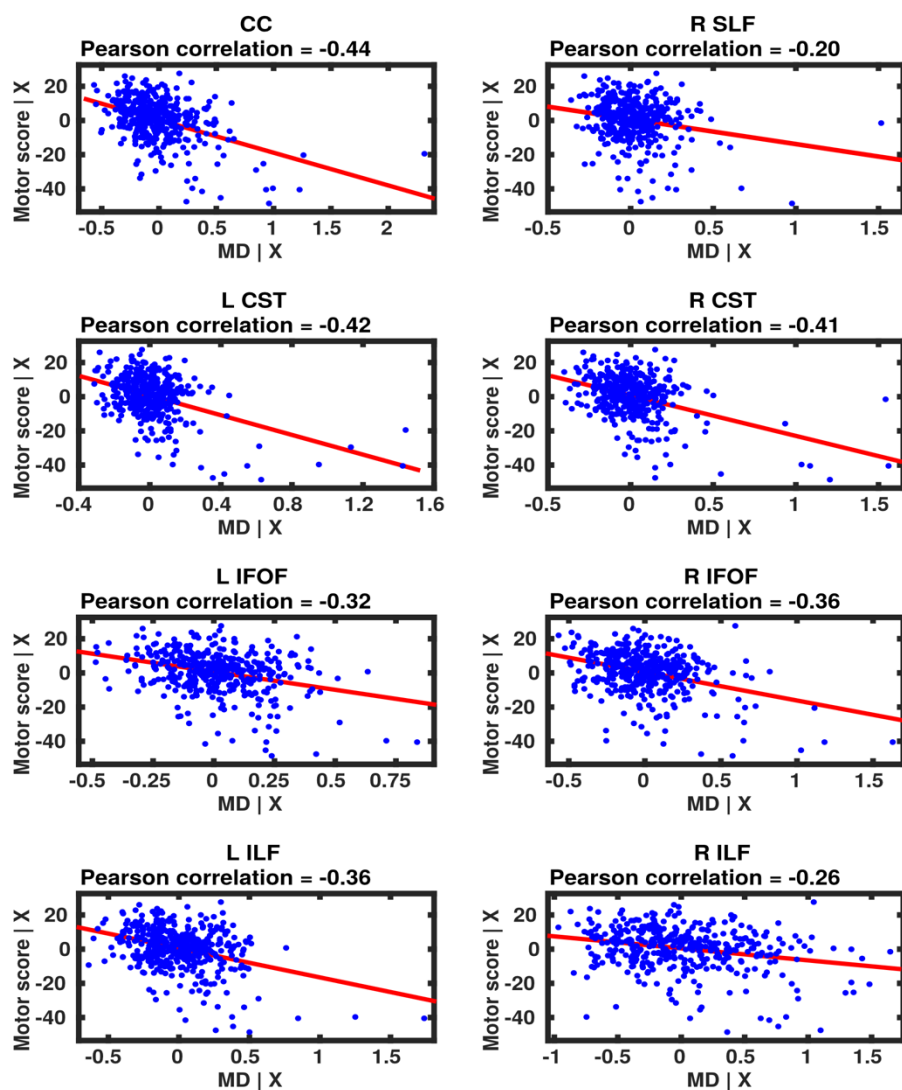 CC
Pearson correlation = -0.44
20
0
-20
-40
Motor score | X
-0.5 0 0.5 1 1.5 2
MD | X
R SLF
Pearson correlation = -0.20
20
0
-20
-40
Motor score | X
-0.5 0 0.5 1 1.5
MD | X
L CST
Pearson correlation = -0.42
20
0
-20
-40
Motor score | X
-0.4 0 0.4 0.8 1.2 1.6
MD | X
R CST
Pearson correlation = -0.41
20
0
-20
-40
Motor score | X
-0.5 0 0.5 1 1.5
MD | X
L IFOF
Pearson correlation = -0.32
20
0
-20
-40
Motor score | X
-0.5 -0.25 0 0.25 0.5 0.75
MD | X
R IFOF
Pearson correlation = -0.36
20
0
-20
-40
Motor score | X
-0.5 0 0.5 1 1.5
MD | X
L ILF
Pearson correlation = -0.36
20
0
-20
-40
Motor score | X
-0.5 0 0.5 1 1.5
MD | X
R ILF
Pearson correlation = -0.26
20
0
-20
-40
Motor score | X
-1 -0.5 0 0.5 1 1.5
MD | X